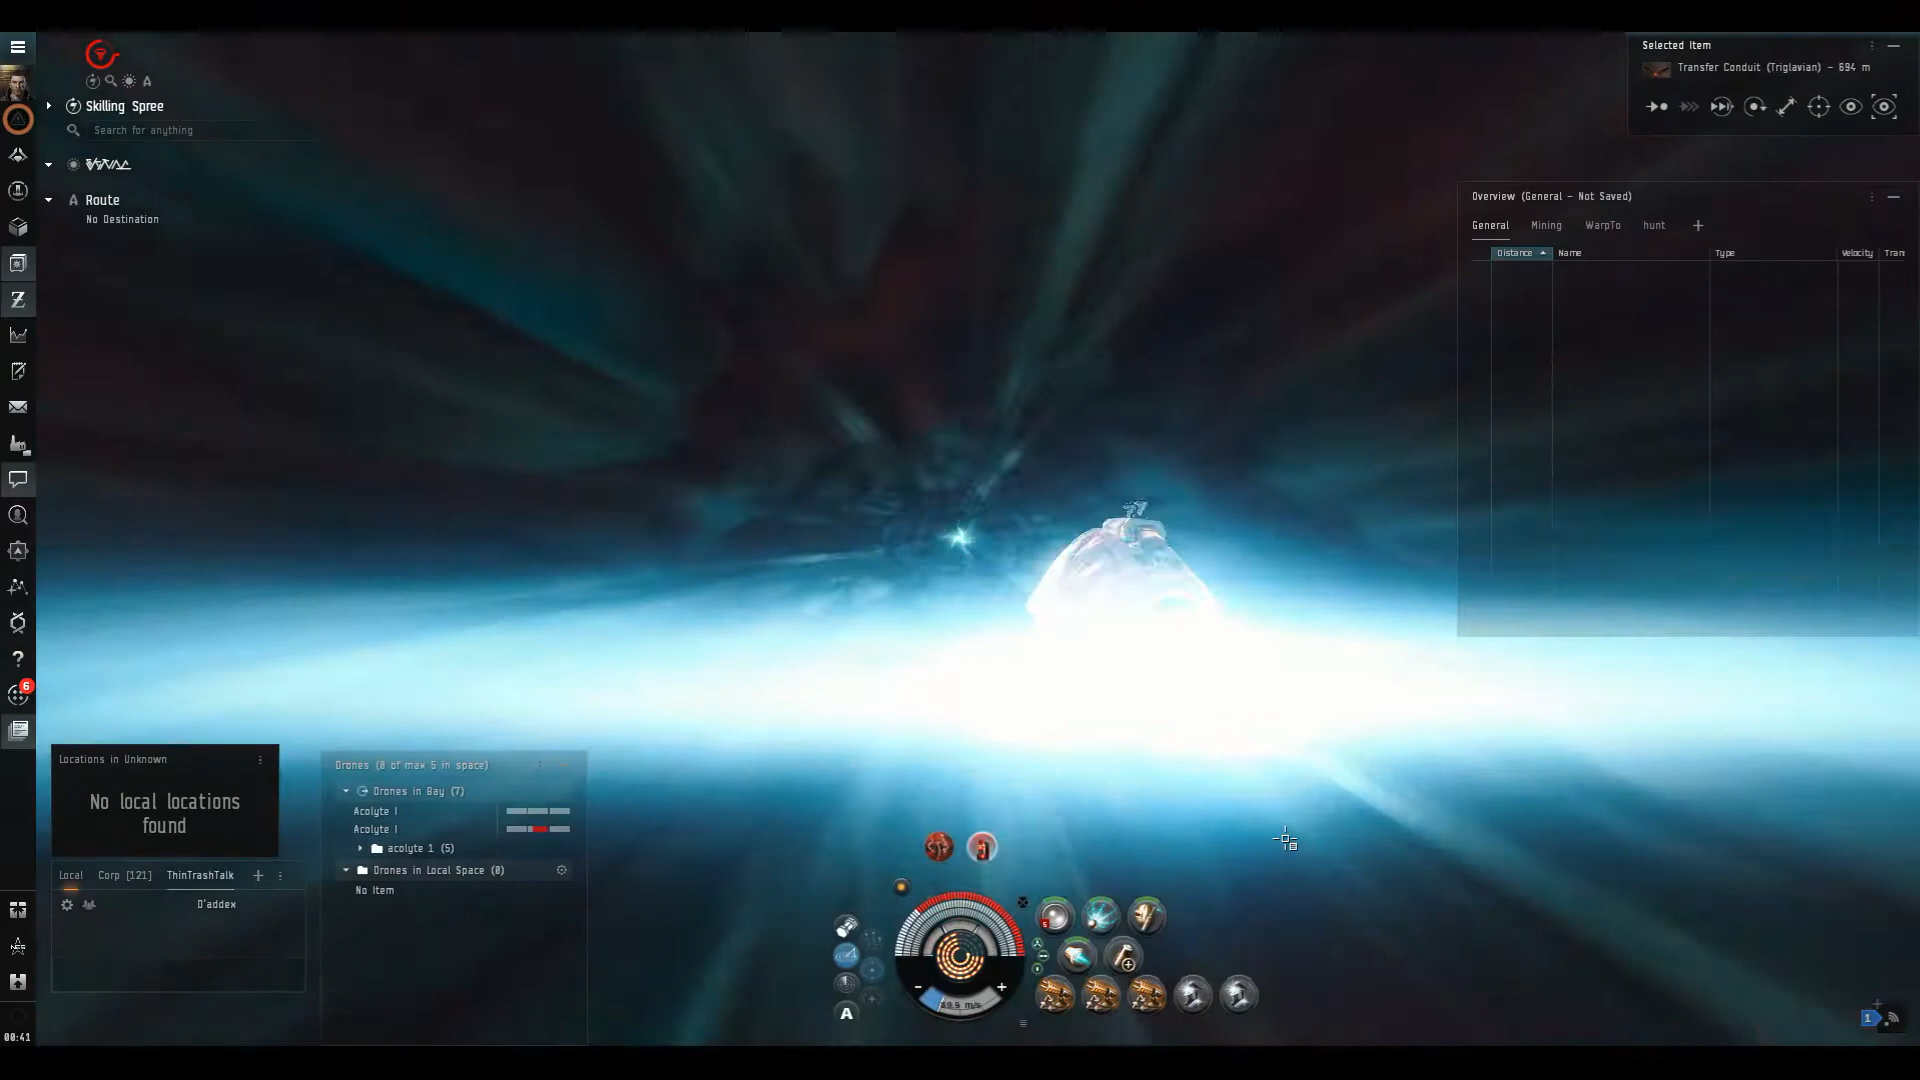 Skilling Spree
Search for anything
Route
No Destination
Selected Item
Transfer Conduit (Triglavian) - 694 m
Overview (General - Not Saved)
General Mining WarpTo hunt +
Distance Name Type Velocity
6
Locations in Unknown
No local locations
found
Local Corp [121] ThinTrashTalk +
D'addex
Drones (0 of max 5 in space)
Drones in Bay (7)
Acolyte I
Acolyte I
acolyte 1 (5)
Drones in Local Space (0)
No Item
A
5
1
00:41